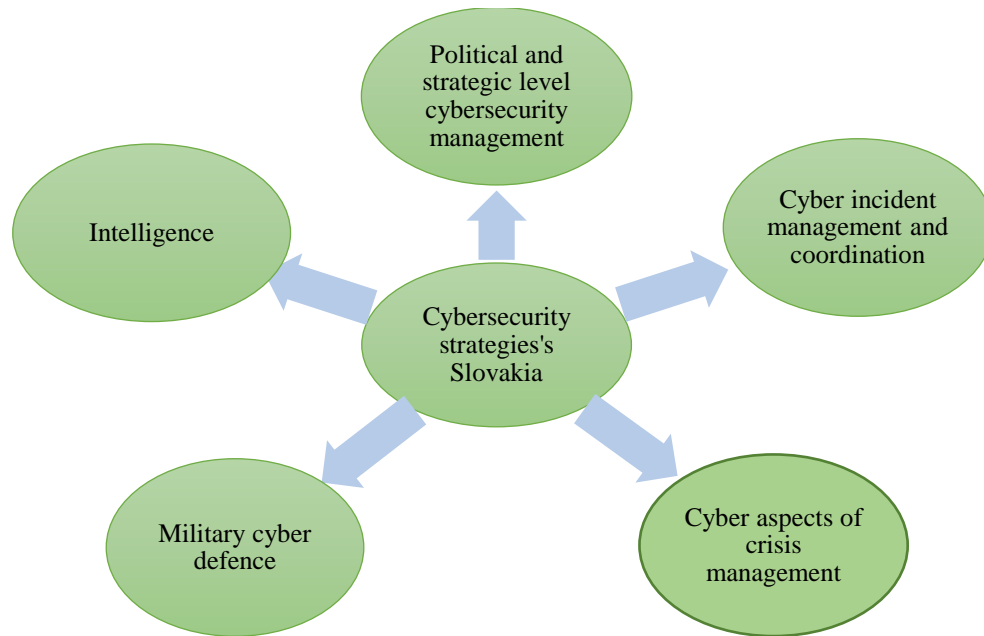 Political and
strategic level
cybersecurity
management
Intelligence
Cyber incident
management and
coordination
Cybersecurity
strategies's
Slovakia
Military cyber
defence
Cyber aspects of
crisis
management